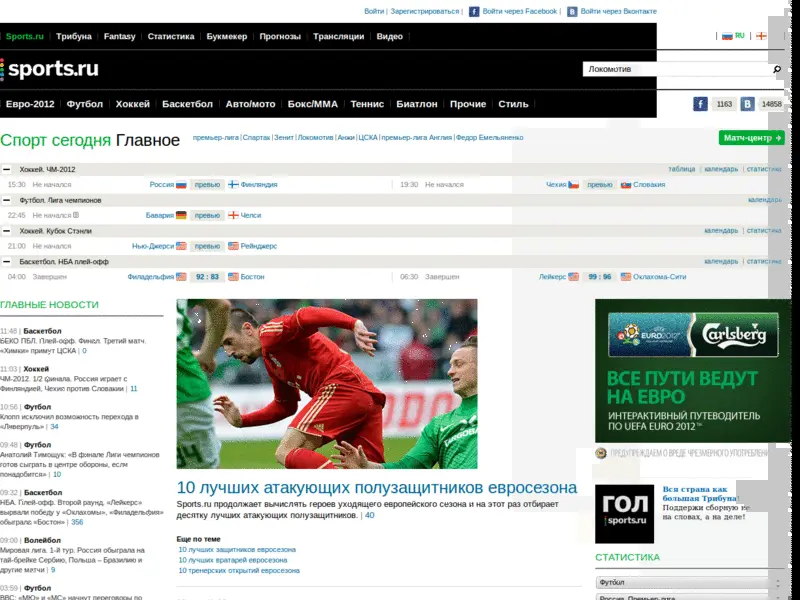 Войти | Зарегистрироваться | Войти через Facebook | Войти через Вконтакте
Sports.ru Трибуна Fantasy Статистика Букмекер Прогнозы Трансляции Видео
RU
sports.ru
Локомотив
Евро-2012 Футбол Хоккей Баскетбол Авто/мото Бокс/ММА Теннис Биатлон Прочие Стиль
1163 14858
Спорт сегодня Главное
премьер-лига | Спартак | Зенит | Локомотив | Анжи | ЦСКА | премьер-лига Англия | Федор Емельяненко
Матч-центр
Хоккей. ЧМ-2012 таблица | календарь | статистика
15:30 Не начался Россия превью Финляндия 19:30 Не начался Чехия превью Словакия
Футбол. Лига чемпионов календарь
22:45 Не начался Бавария Челси
Хоккей. Кубок Стэнли календарь | статистика
21:00 Не начался Нью-Джерси превью Рейнджерс
Баскетбол. НБА плей-офф календарь | статистика
04:00 Завершен Филадельфия 92 : 83 Бостон 06:30 Завершен Лейкерс 99 : 96 Оклахома-Сити
ГЛАВНЫЕ НОВОСТИ
11:48 | Баскетбол
БЕКО ПБЛ. Плей-офф. Финал. Третий матч.
«Химки» примут ЦСКА | 0
11:03 | Хоккей
ЧМ-2012. 1/2 финала. Россия играет с
Финляндией, Чехия против Словакии | 11
10:56 | Футбол
Клопп исключил возможность перехода в
«Ливерпуль» | 34
09:48 | Футбол
Анатолий Тимощук: «В финале Лиги чемпионов
готов сыграть в центре обороны, если
понадобится» | 10
09:32 | Баскетбол
НБА. Плей-офф. Второй раунд. «Лейкерс»
вырвали победу у «Оклахомы», «Филадельфия»
обыграла «Бостон» | 356
09:00 | Волейбол
Мировая лига. 1-й тур. Россия обыграла на
тай-брейке Сербию, Польша – Бразилию и
другие матчи | 9
03:59 | Футбол
ВВС: «МЮ» и «МС» начнут переговоры по
10 лучших атакующих полузащитников евросезона
Sports.ru продолжает вычислять героев уходящего европейского сезона и на этот раз отбирает
десятку лучших атакующих полузащитников. | 40
Еще по теме
10 лучших защитников евросезона
10 лучших вратарей евросезона
10 тренерских открытий евросезона
UEFA EURO2012 Carlsberg
ВСЕ ПУТИ ВЕДУТ
НА ЕВРО
ИНТЕРАКТИВНЫЙ ПУТЕВОДИТЕЛЬ
ПО UEFA EURO 2012™
ПРЕДУПРЕЖДАЕМ О ВРЕДЕ ЧРЕЗМЕРНОГО УПОТРЕБЛЕНИЯ
ГОЛ
sports.ru
Вся страна как
большая Трибуна!
Поддержи сборную не
на словах, а на деле!
СТАТИСТИКА
Футбол
Россия. Премьер-лига